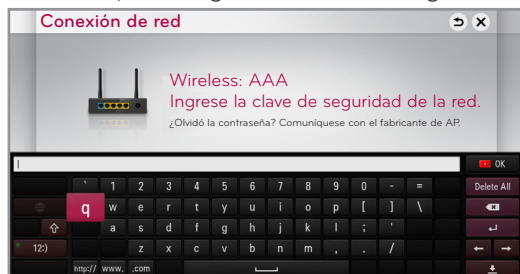 Conexión de red
Wireless: AAA
Ingrese la clave de seguridad de la red.
¿Olvidó la contraseña? Comuníquese con el fabricante de AP.
OK
` 1 2 3 4 5 6 7 8 9 0 - = Delete All
q w e r t y u i o p [ ] \
a s d f g h j k l ; '
12:) z x c v b n m , . /
http:// www. .com